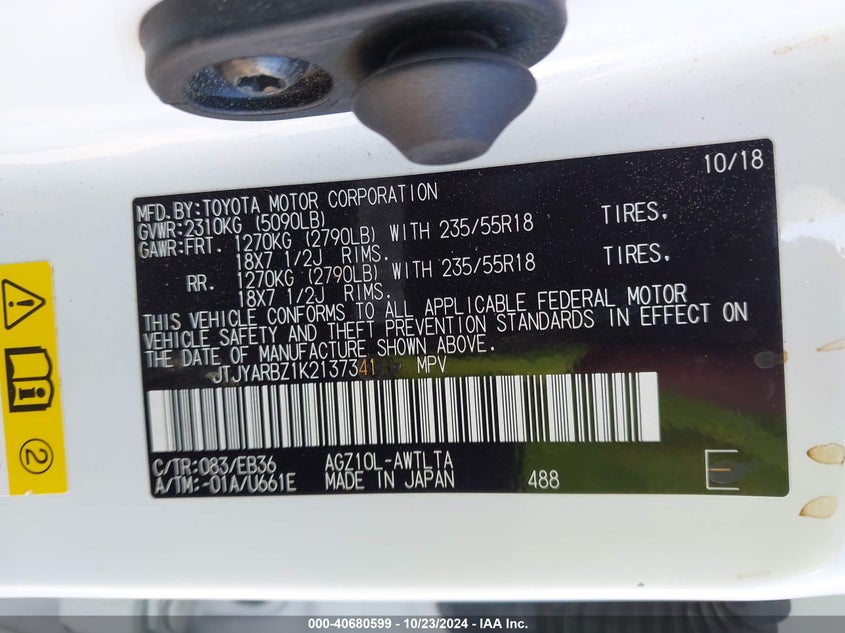 10/18
MFD.BY:TOYOTA MOTOR CORPORATION
GVWR:2310KG (5090LB)
GAWR:FRT. 1270KG (2790LB) WITH 235/55R18 TIRES.
18X7 1/2J RIMS.
RR. 1270KG (2790LB) WITH 235/55R18 TIRES.
18X7 1/2J RIMS.
THIS VEHICLE CONFORMS TO ALL APPLICABLE FEDERAL MOTOR
VEHICLE SAFETY AND THEFT PREVENTION STANDARDS IN EFFECT ON
THE DATE OF MANUFACTURE SHOWN ABOVE.
JTJYARBZ1K2137341 MPV
C/TR:083/EB36 AGZ10L-AWTLTA
A/TM:-01A/U661E MADE IN JAPAN 488
E
2
000-40680599 - 10/23/2024 - IAA Inc.